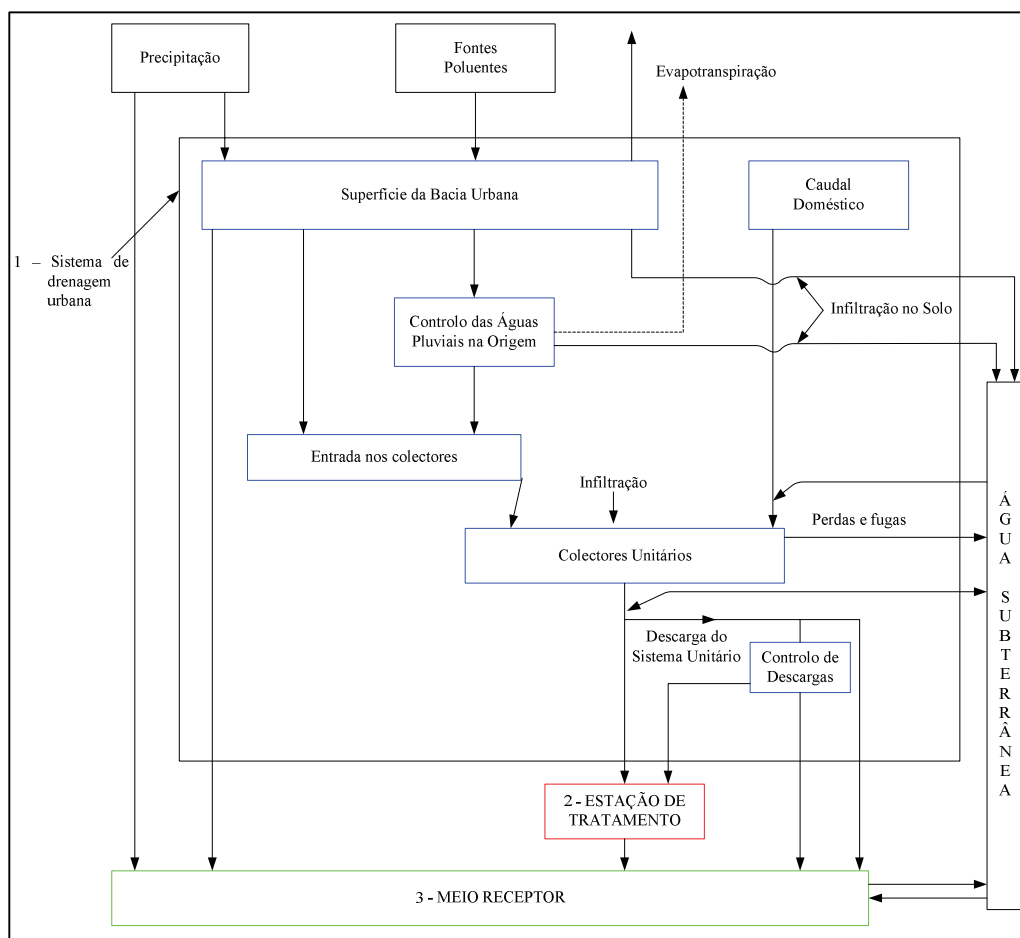 Precipitação
Fontes
Poluentes
Evapotranspiração
Superfície da Bacia Urbana
Caudal
Doméstico
1 – Sistema de
drenagem
urbana
Controlo das Águas
Pluviais na Origem
Infiltração no Solo
Entrada nos colectores
Infiltração
Colectores Unitários
Perdas e fugas
Descarga do
Sistema Unitário
Controlo de
Descargas
2 - ESTAÇÃO DE
TRATAMENTO
3 - MEIO RECEPTOR
ÁGUA SUBTERRÂNEA